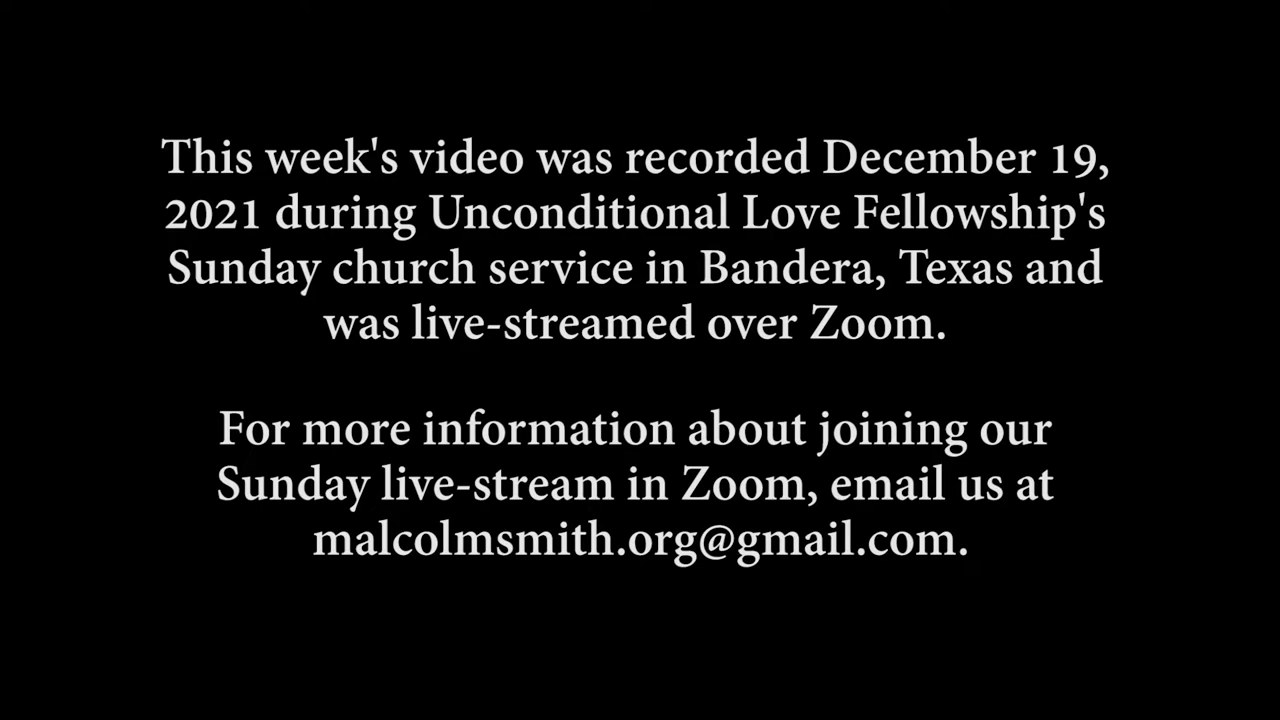 This week's video was recorded December 19,
2021 during Unconditional Love Fellowship's
Sunday church service in Bandera, Texas and
was live-streamed over Zoom.
For more information about joining our
Sunday live-stream in Zoom, email us at
malcolmsmith.org@gmail.com.